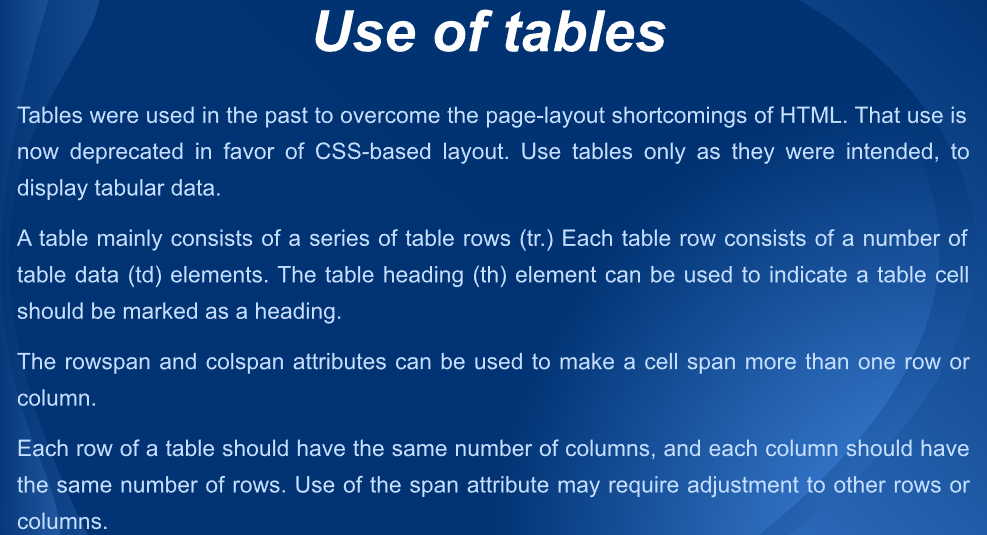 Use of tables
Tables were used in the past to overcome the page-layout shortcomings of HTML. That use is
now deprecated in favor of CSS-based layout. Use tables only as they were intended, to
display tabular data.
A table mainly consists of a series of table rows (tr.) Each table row consists of a number of
table data (td) elements. The table heading (th) element can be used to indicate a table cell
should be marked as a heading.
The rowspan and colspan attributes can be used to make a cell span more than one row or
column.
Each row of a table should have the same number of columns, and each column should have
the same number of rows. Use of the span attribute may require adjustment to other rows or
columns.